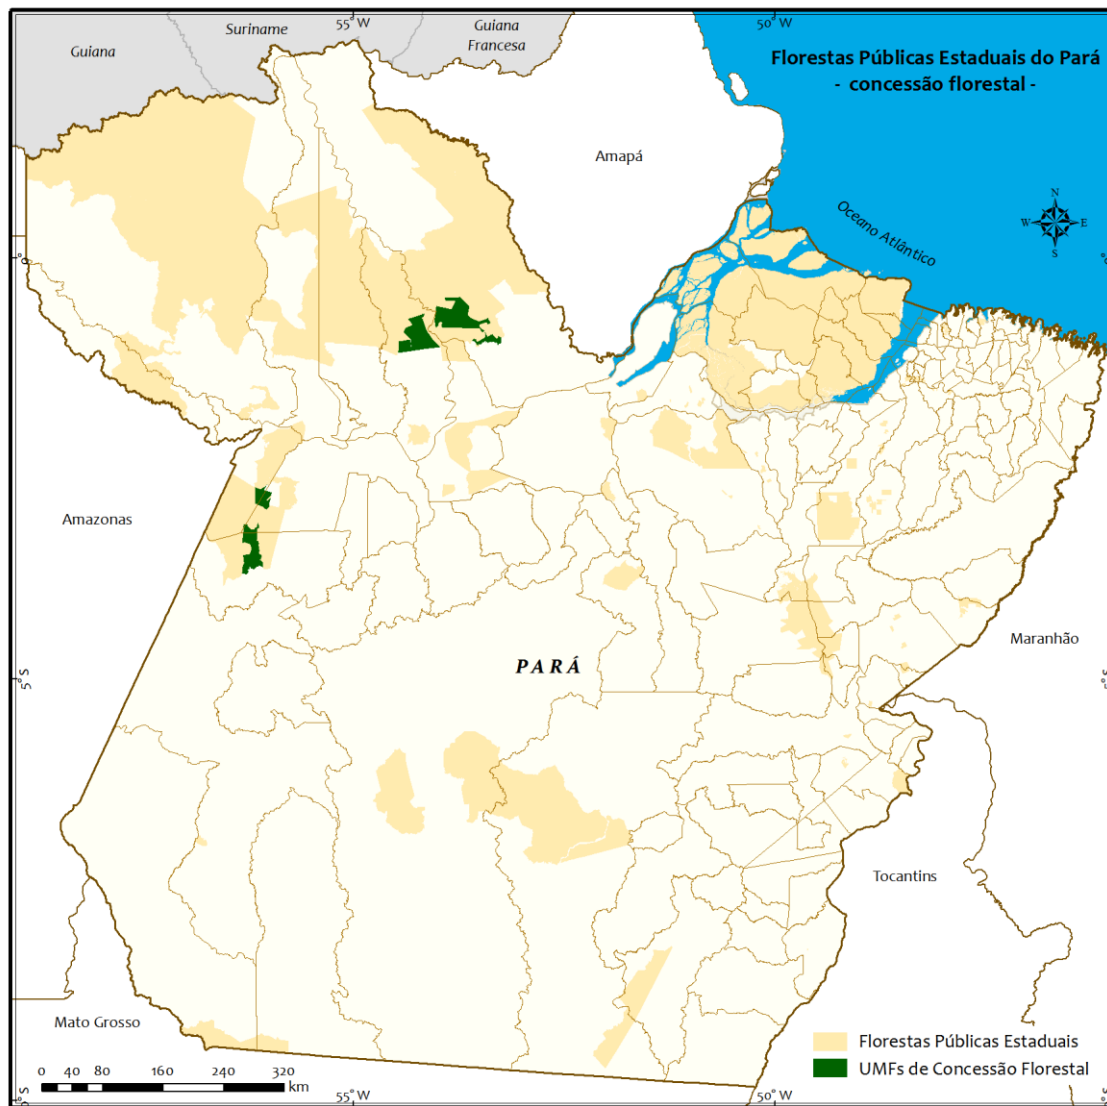 55° W
50° W
Suriname
Guiana
Francesa
Guiana
Florestas Públicas Estaduais do Pará
- concessão florestal -
Amapá
N
W
E
S
Oceano Atlântico
0°
Amazonas
Maranhão
PARÁ
5° S
Tocantins
Mato Grosso
Florestas Públicas Estaduais
UMFs de Concessão Florestal
0 40 80 160 240 320
km
55° W
50° W